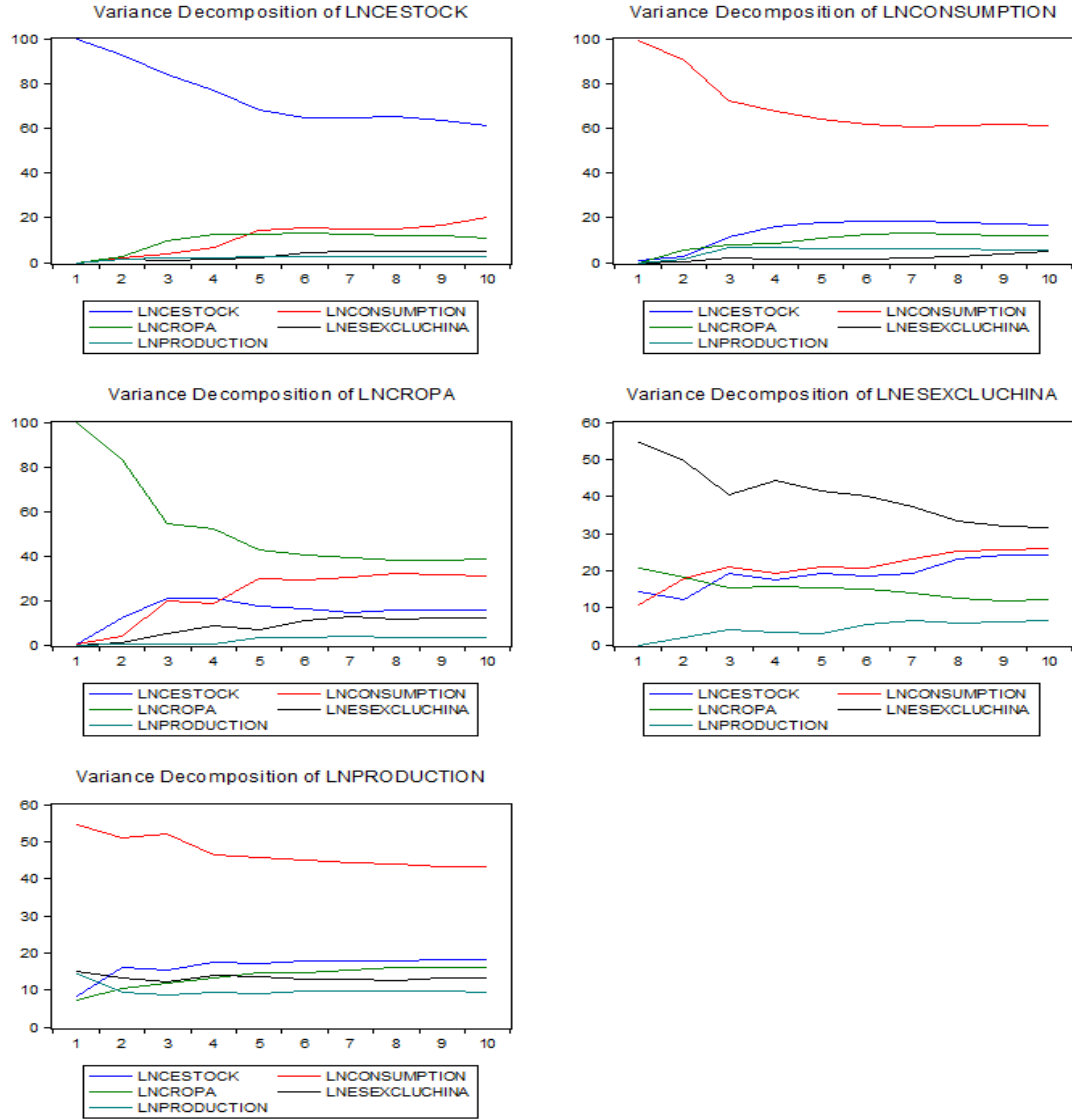 Variance Decomposition of LNCESTOCK
100
80
60
40
20
0
1 2 3 4 5 6 7 8 9 10
LNCESTOCK LNCONSUMPTION
LNCROPA LNESEXCLUCHINA
LNPRODUCTION
Variance Decomposition of LNCONSUMPTION
100
80
60
40
20
0
1 2 3 4 5 6 7 8 9 10
LNCESTOCK LNCONSUMPTION
LNCROPA LNESEXCLUCHINA
LNPRODUCTION
Variance Decomposition of LNCROPA
100
80
60
40
20
0
1 2 3 4 5 6 7 8 9 10
LNCESTOCK LNCONSUMPTION
LNCROPA LNESEXCLUCHINA
LNPRODUCTION
Variance Decomposition of LNESEXCLUCHINA
60
50
40
30
20
10
0
1 2 3 4 5 6 7 8 9 10
LNCESTOCK LNCONSUMPTION
LNCROPA LNESEXCLUCHINA
LNPRODUCTION
Variance Decomposition of LNPRODUCTION
60
50
40
30
20
10
0
1 2 3 4 5 6 7 8 9 10
LNCESTOCK LNCONSUMPTION
LNCROPA LNESEXCLUCHINA
LNPRODUCTION